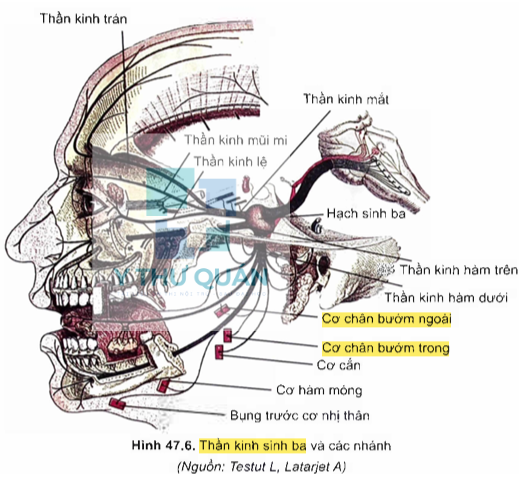 Thần kinh trán
Thần kinh mắt
Thần kinh mũi mi
Thần kinh lệ
Hạch sinh ba
Thần kinh hàm trên
Thần kinh hàm dưới
Y THƯ QUÁN
Cơ chân bướm ngoài
Cơ chân bướm trong
Cơ cắn
Cơ hàm móng
Bụng trước cơ nhị thân
Hình 47.6. Thần kinh sinh ba và các nhánh
(Nguồn: Testut L, Latarjet A)